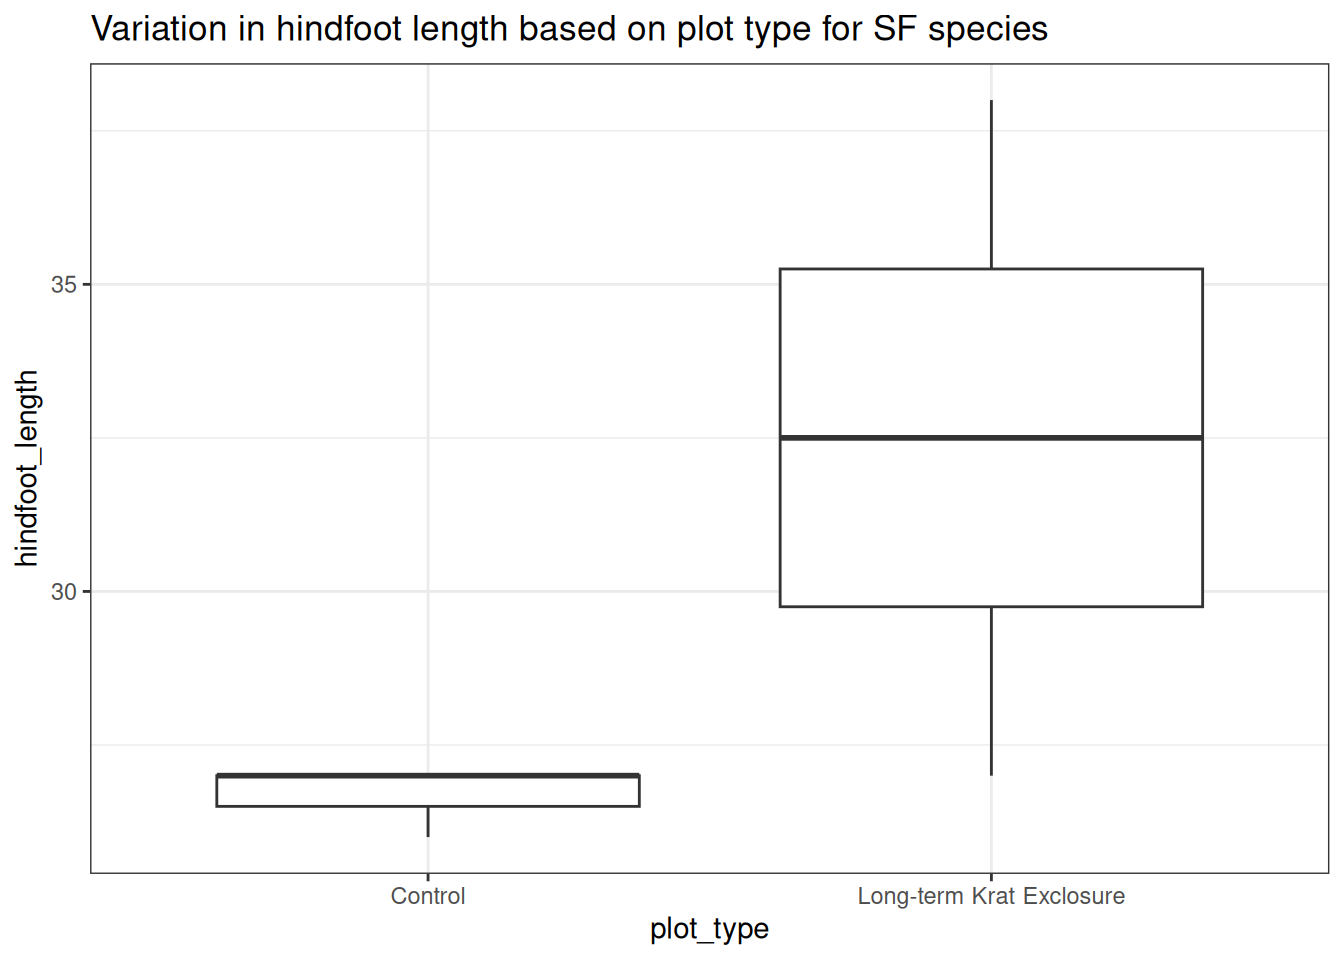 Variation in hindfoot length based on plot type for SF species
hindfoot_length
35
30
Control
Long-term Krat Exclosure
plot_type